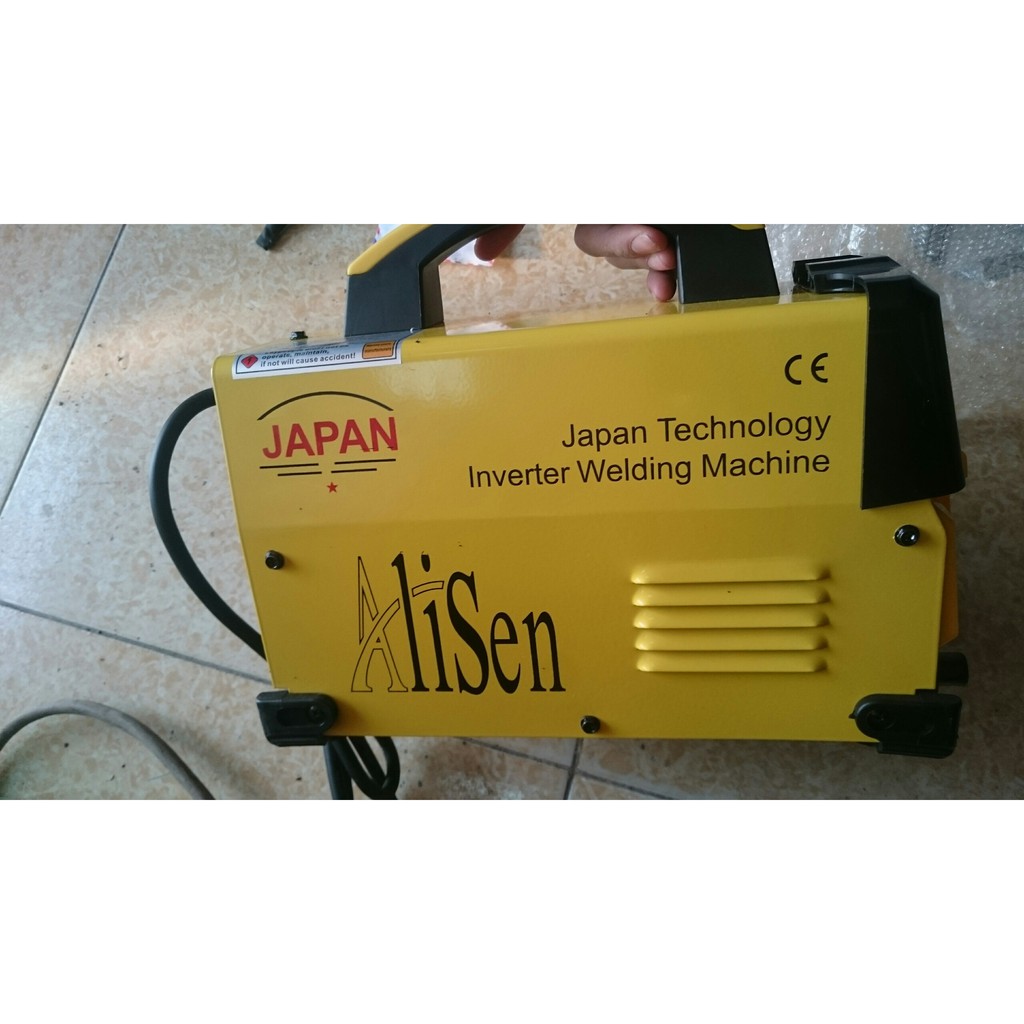 operate, maintain,
if not will cause accident!
CE
JAPAN
Japan Technology
Inverter Welding Machine
AliSen